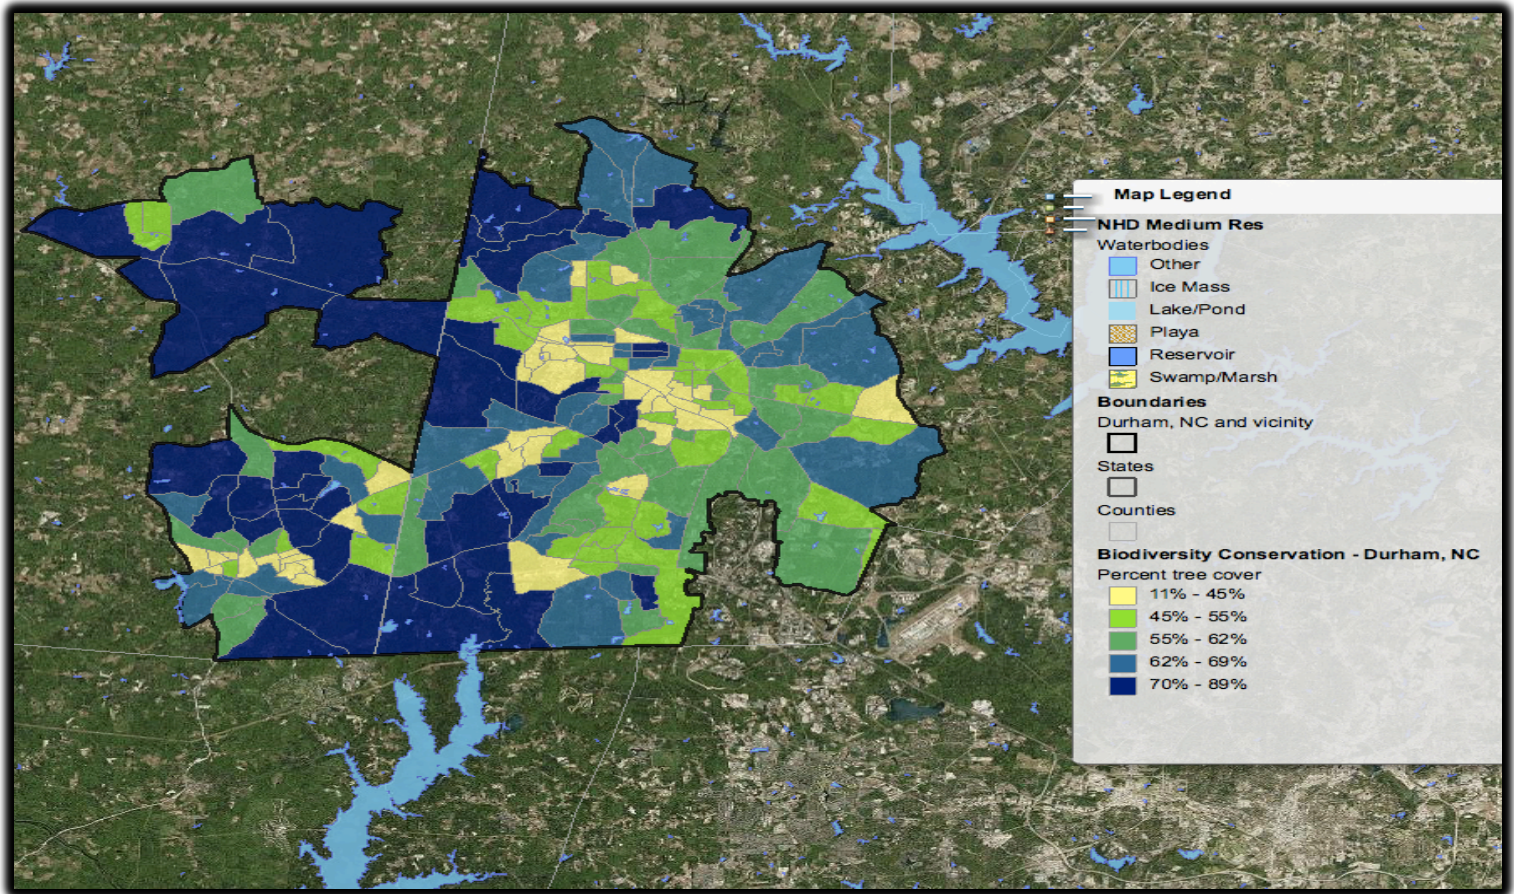 Map Legend
NHD Medium Res
Waterbodies
Other
Ice Mass
Lake/Pond
Playa
Reservoir
Swamp/Marsh
Boundaries
Durham, NC and vicinity
States
Counties
Biodiversity Conservation - Durham, NC
Percent tree cover
11% - 45%
45% - 55%
55% - 62%
62% - 69%
70% - 89%